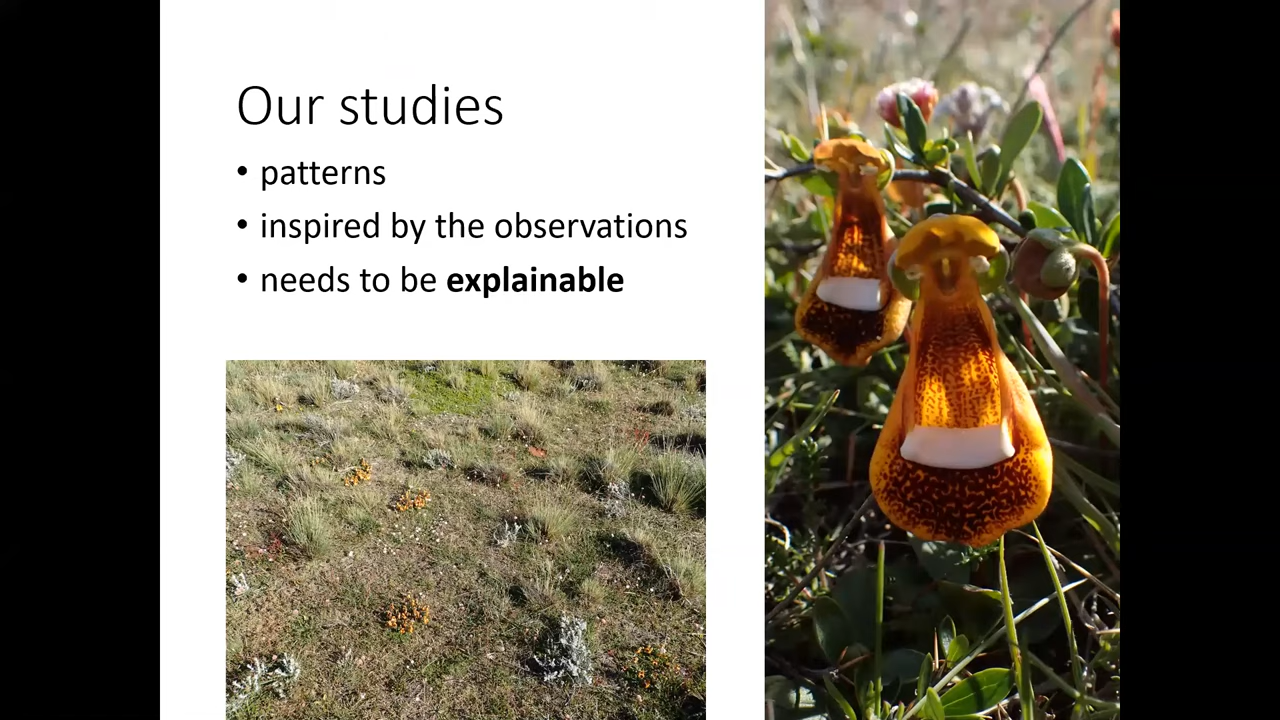 Our studies
• patterns
• inspired by the observations
• needs to be explainable